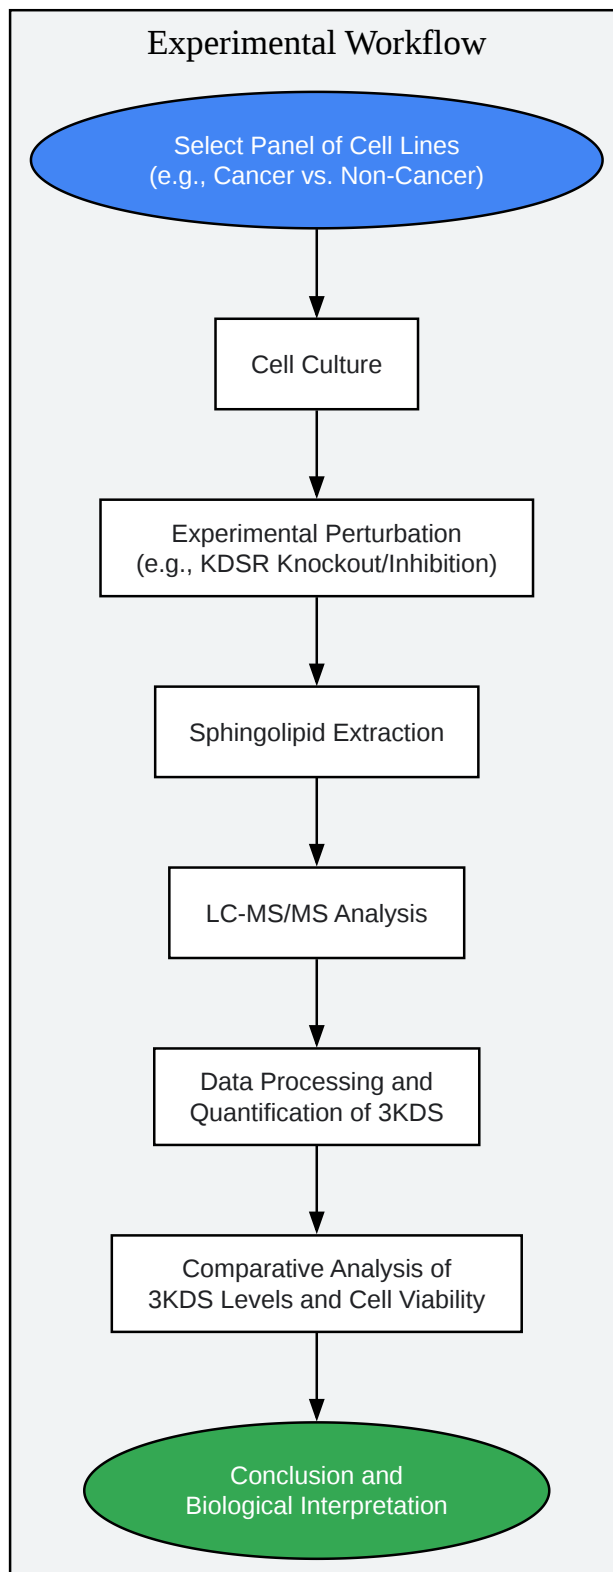 Experimental Workflow
Select Panel of Cell Lines
(e.g., Cancer vs. Non-Cancer)
Cell Culture
Experimental Perturbation
(e.g., KDSR Knockout/Inhibition)
Sphingolipid Extraction
LC-MS/MS Analysis
Data Processing and
Quantification of 3KDS
Comparative Analysis of
3KDS Levels and Cell Viability
Conclusion and
Biological Interpretation